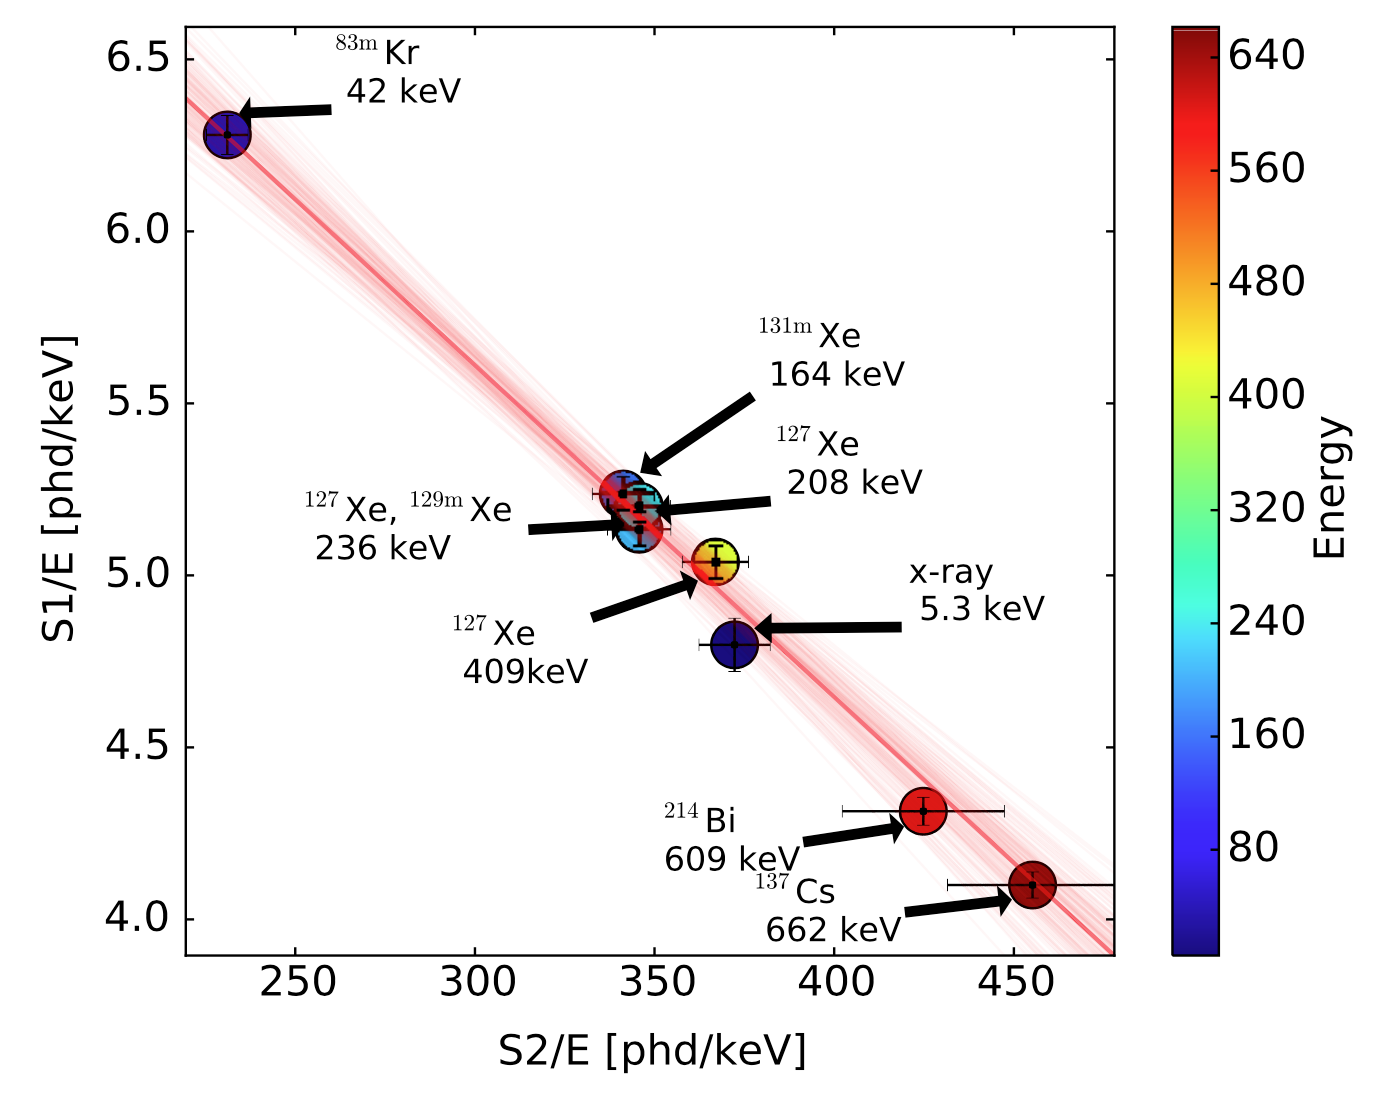 6.5
6.0
5.5
5.0
4.5
4.0
S1/E [phd/keV]
83mKr
42 keV
131mXe
164 keV
127Xe
208 keV
127Xe, 129mXe
236 keV
127Xe
409keV
x-ray
5.3 keV
214Bi
609 keV
137Cs
662 keV
250 300 350 400 450
S2/E [phd/keV]
640
560
480
400
320
240
160
80
Energy